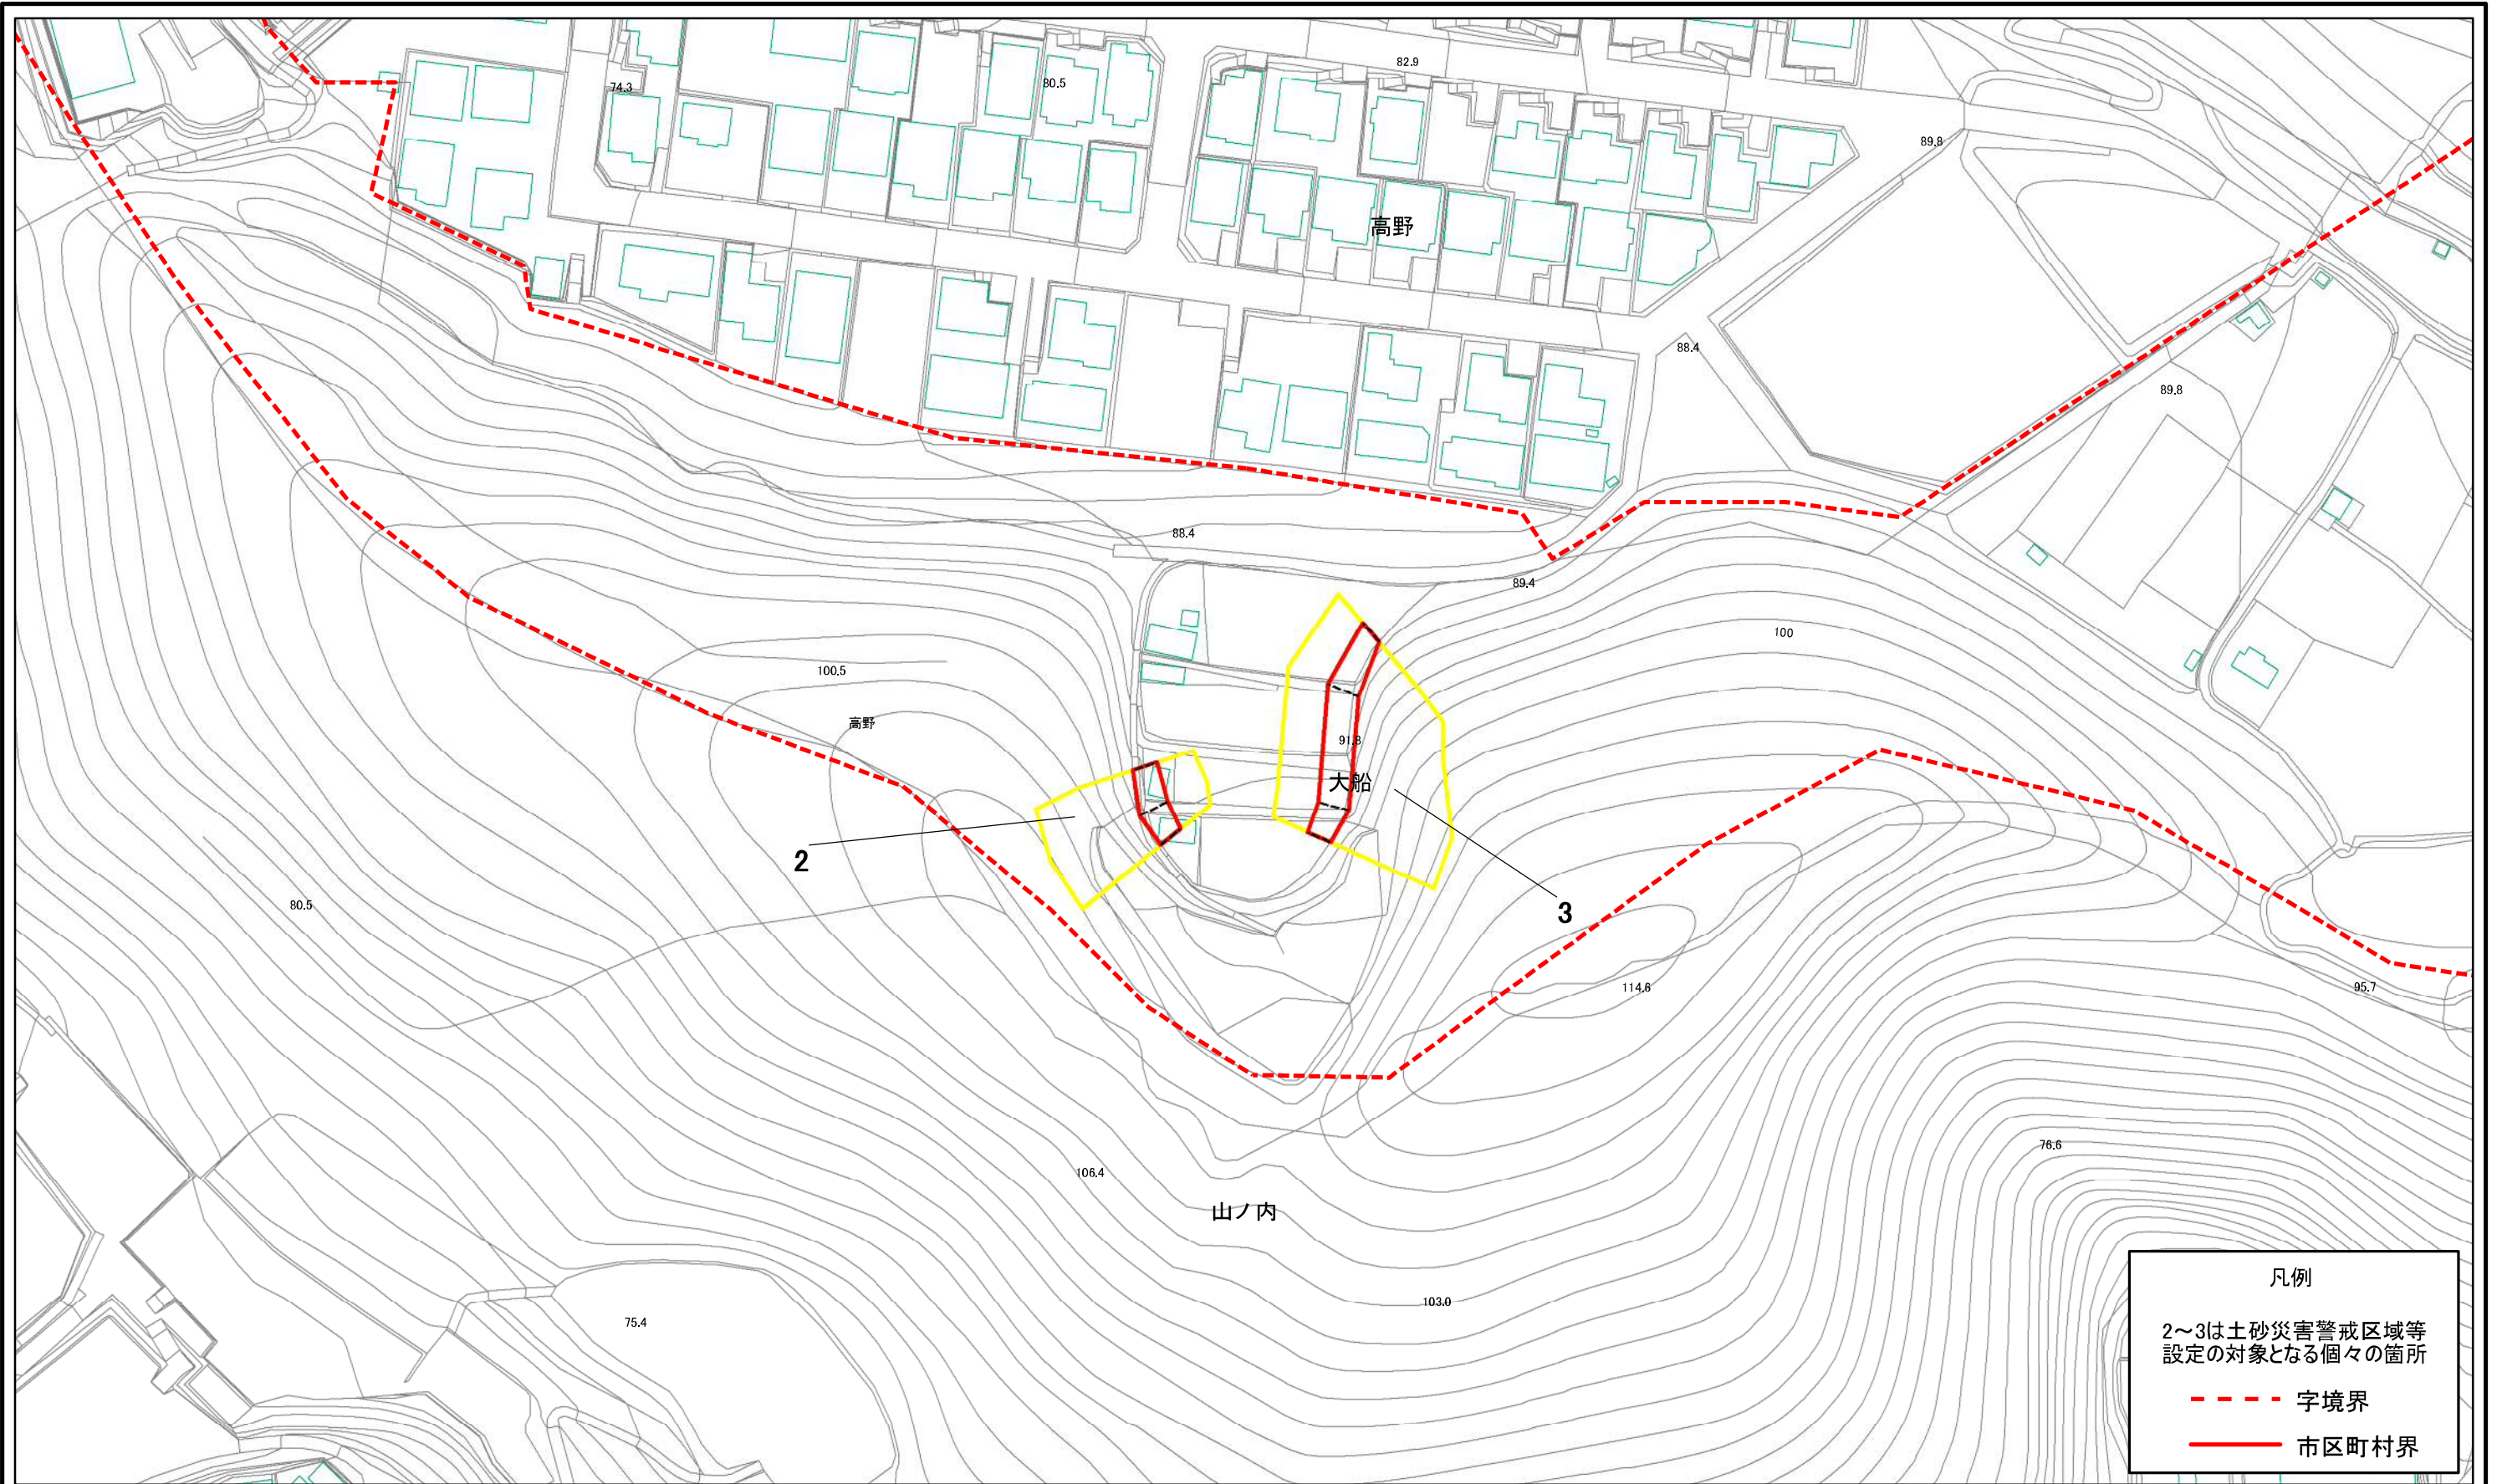 82.9
80.5
74.3
89.8
高野
88.4
89.8
88.4
89.4
100
100.5
高野
91.8
大船
2
3
80.5
114.6
95.7
76.6
106.4
山ノ内
103.0
75.4
凡例
2～3は土砂災害警戒区域等
設定の対象となる個々の箇所
字境界
市区町村界